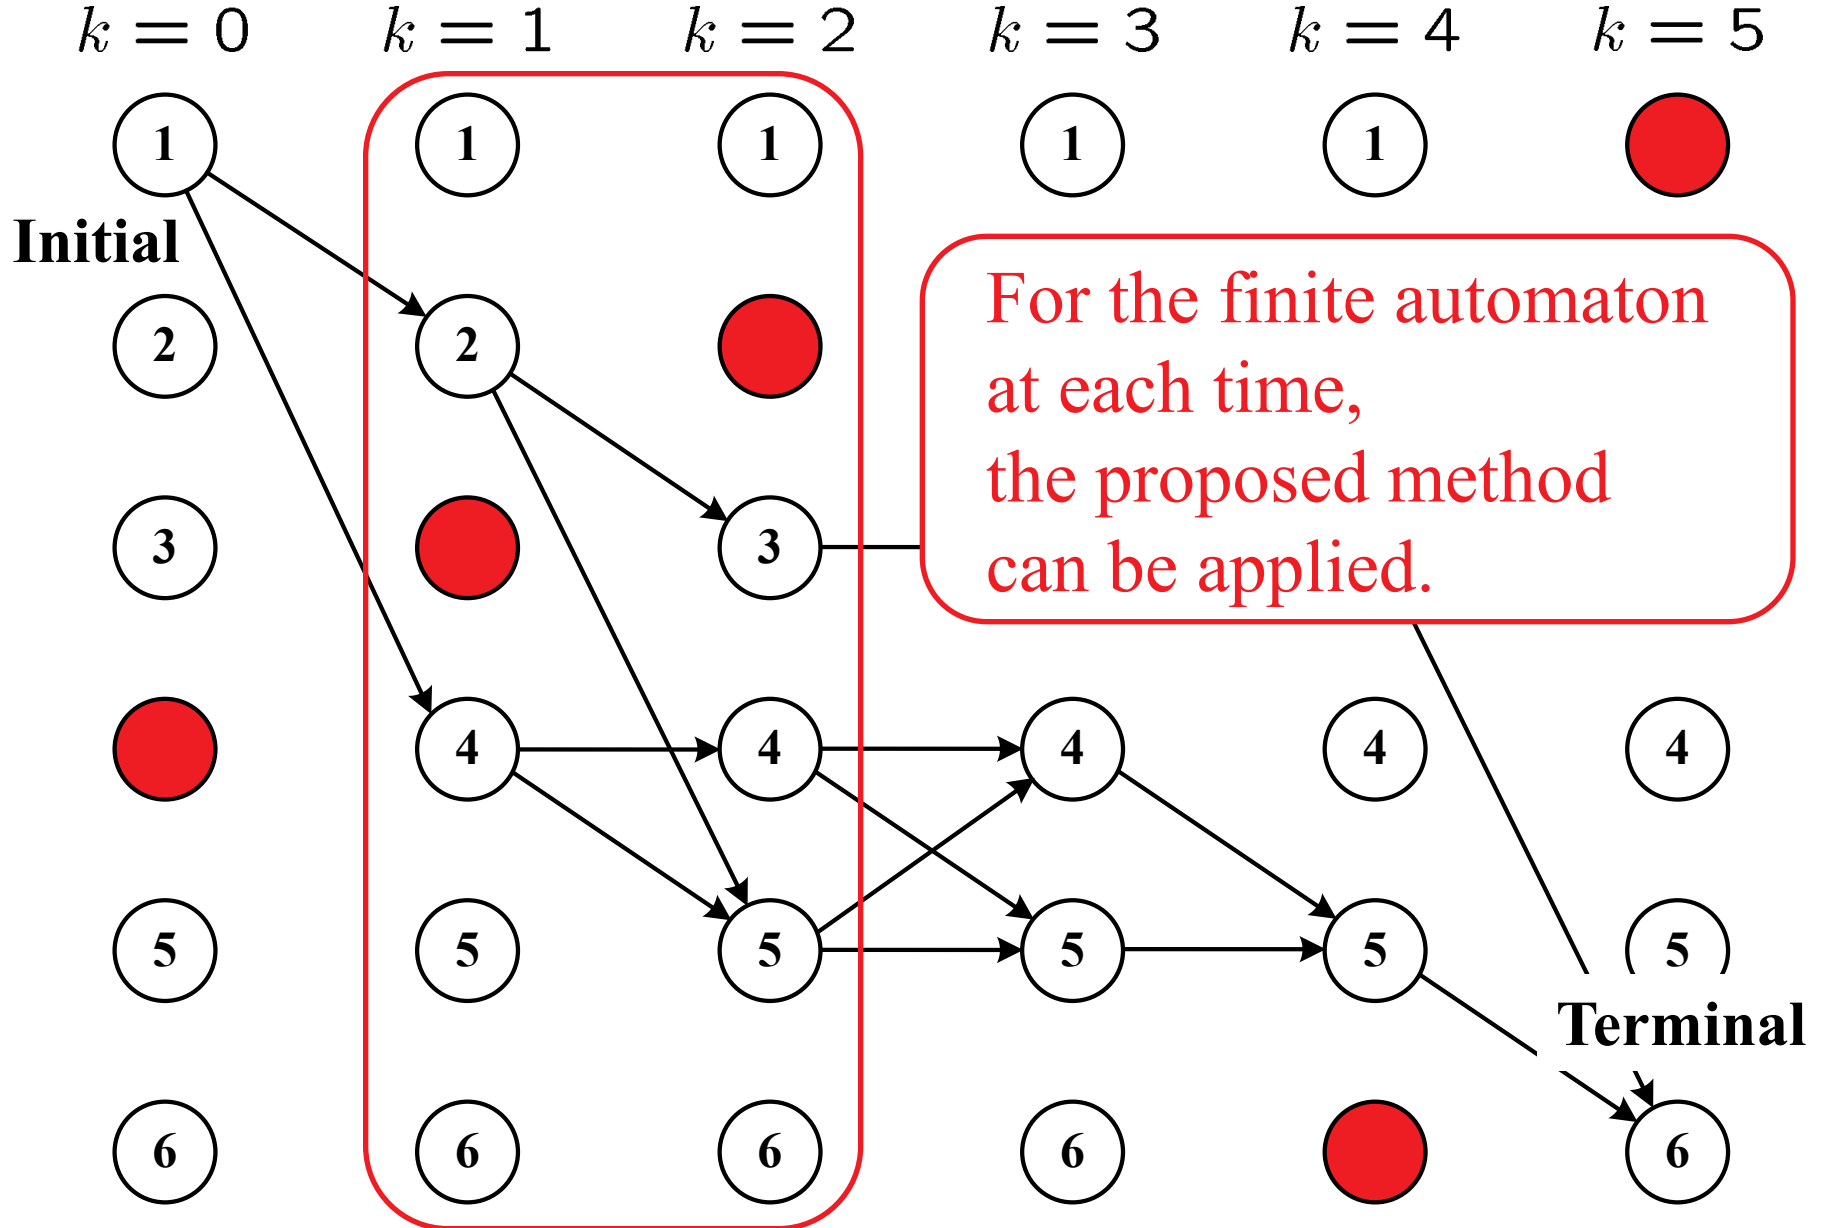 k = 0 k = 1 k = 2 k = 3 k = 4 k = 5
1 1 1 1 1
Initial
2 2
3 3
4 4 4 4 4
5 5 5 5 5 5
6 6 6 6 6
For the finite automaton
at each time,
the proposed method
can be applied.
Terminal